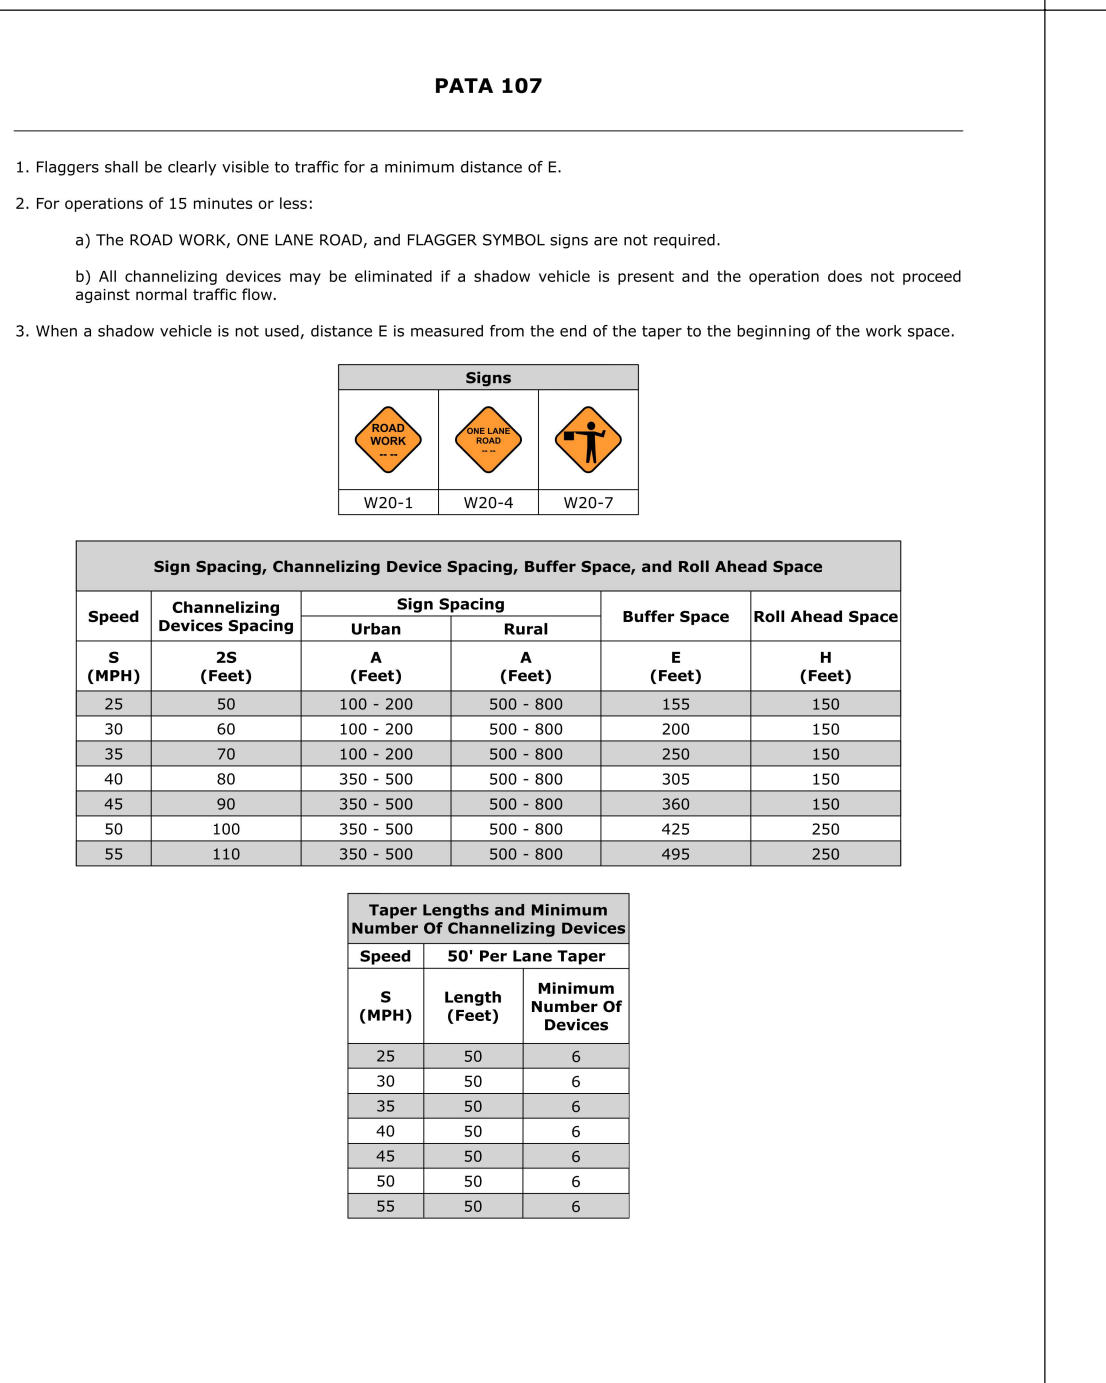 PATA 107
1. Flaggers shall be clearly visible to traffic for a minimum distance of E.
2. For operations of 15 minutes or less:
a) The ROAD WORK, ONE LANE ROAD, and FLAGGER SYMBOL signs are not required.
b) All channelizing devices may be eliminated if a shadow vehicle is present and the operation does not proceed
against normal traffic flow.
3. When a shadow vehicle is not used, distance E is measured from the end of the taper to the beginning of the work space.
Signs
ROAD
WORK
-- --
ONE LANE
ROAD
-- --
W20-1 W20-4 W20-7
Sign Spacing, Channelizing Device Spacing, Buffer Space, and Roll Ahead Space
Speed
Channelizing
Devices Spacing
Sign Spacing
Urban Rural
Buffer Space
Roll Ahead Space
S
(MPH)
2S
(Feet)
A
(Feet)
A
(Feet)
E
(Feet)
H
(Feet)
25 50 100 - 200 500 - 800 155 150
30 60 100 - 200 500 - 800 200 150
35 70 100 - 200 500 - 800 250 150
40 80 350 - 500 500 - 800 305 150
45 90 350 - 500 500 - 800 360 150
50 100 350 - 500 500 - 800 425 250
55 110 350 - 500 500 - 800 495 250
Taper Lengths and Minimum
Number Of Channelizing Devices
Speed 50' Per Lane Taper
S
(MPH)
Length
(Feet)
Minimum
Number Of
Devices
25 50 6
30 50 6
35 50 6
40 50 6
45 50 6
50 50 6
55 50 6